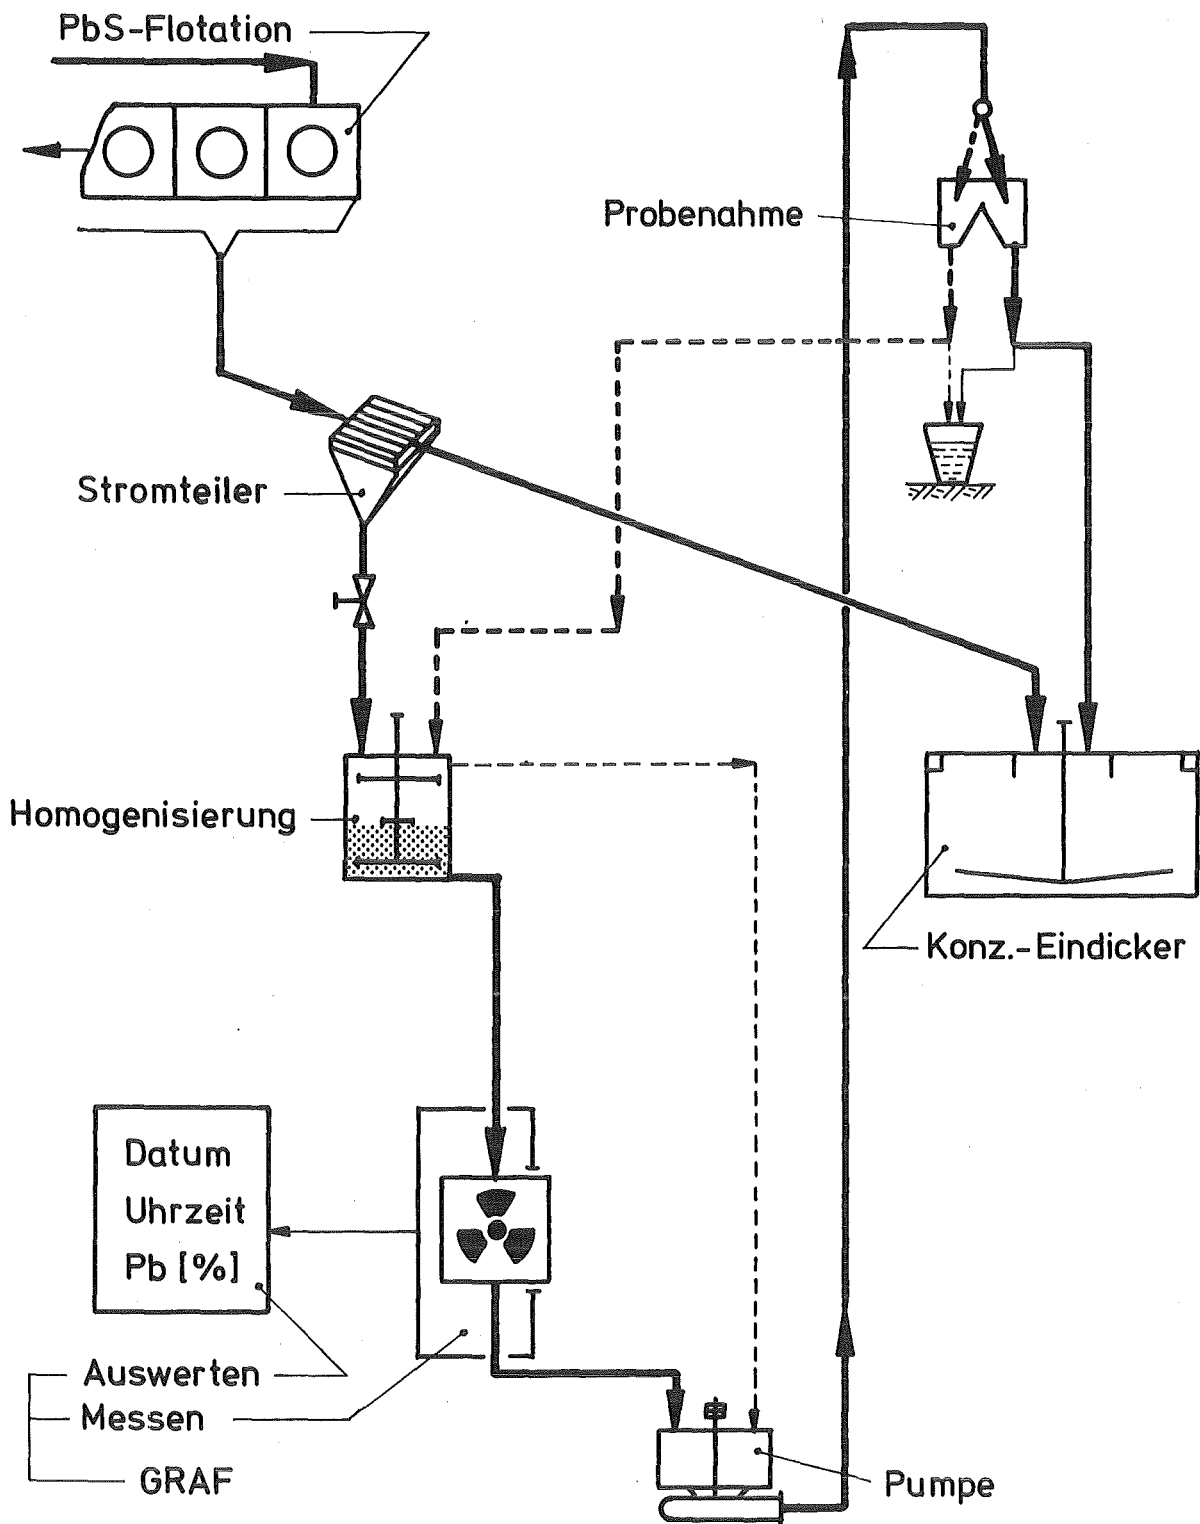 PbS-Flotation
Probenahme
Stromteiler
Homogenisierung
Konz.-Eindicker
Datum
Uhrzeit
Pb [%]
Auswerten
Messen
GRAF
Pumpe